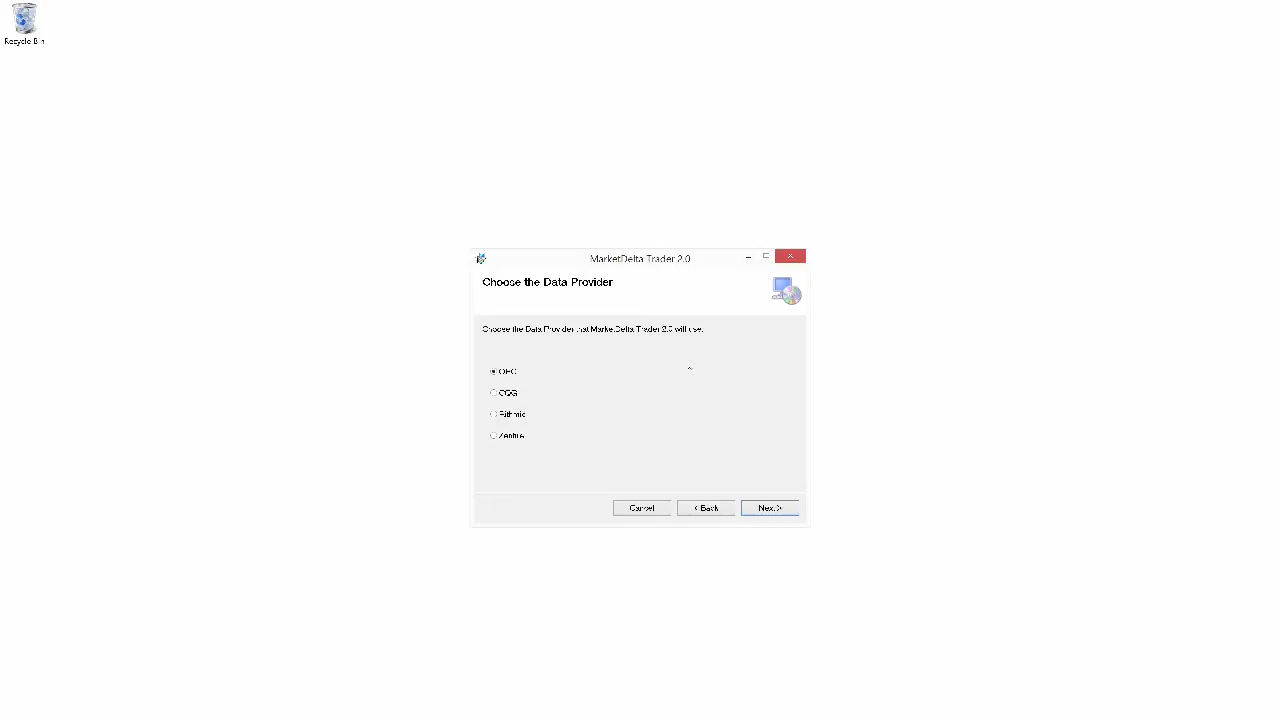 Recycle Bin
MarketDelta Trader 2.0
Choose the Data Provider
Choose the Data Provider that MarketDelta Trader 2.0 will use.
OEC
CQG
Rithmic
Zenfire
Cancel
< Back
Next >